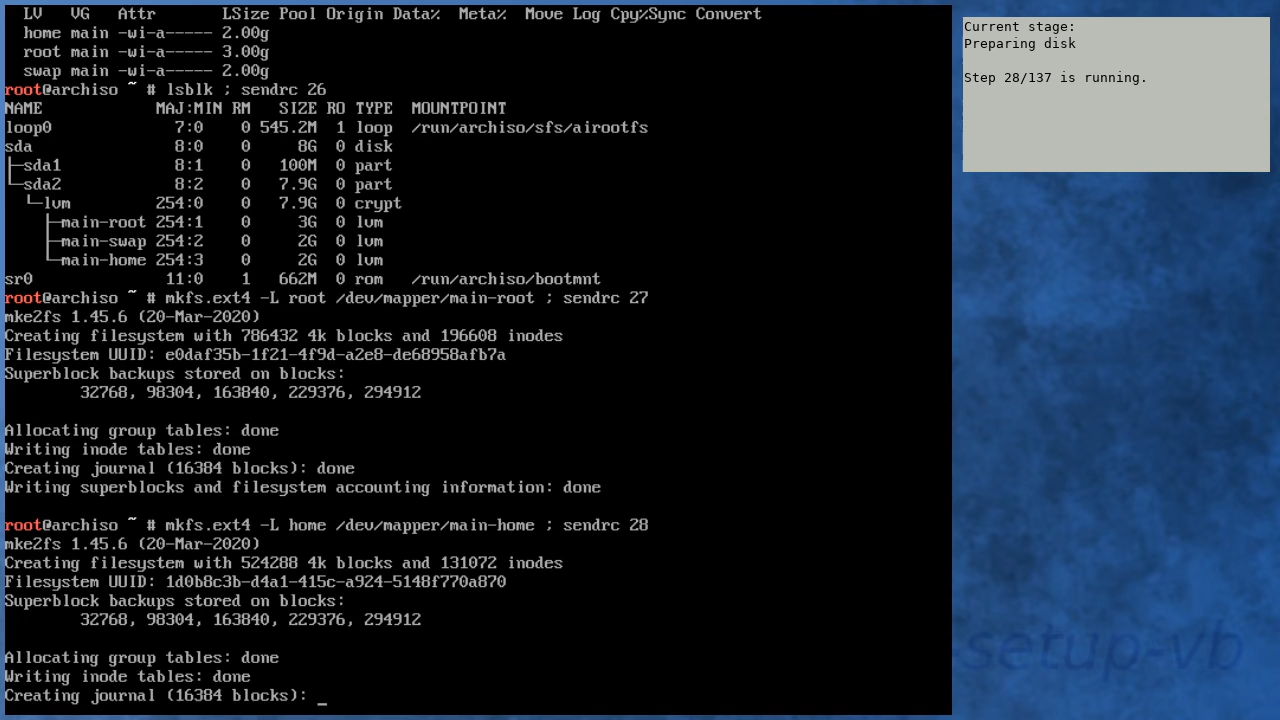 LV   VG   Attr       LSize Pool Origin Data%  Meta%  Move Log Cpy%Sync Convert
  home main -wi-a----- 2.00g
  root main -wi-a----- 3.00g
  swap main -wi-a----- 2.00g
root@archiso ~ # lsblk ; sendrc 26
NAME            MAJ:MIN RM   SIZE RO TYPE  MOUNTPOINT
loop0             7:0    0 545.2M  1 loop  /run/archiso/sfs/airootfs
sda               8:0    0     8G  0 disk
├─sda1            8:1    0   100M  0 part
└─sda2            8:2    0   7.9G  0 part
  └─lvm         254:0    0   7.9G  0 crypt
    ├─main-root 254:1    0     3G  0 lvm
    ├─main-swap 254:2    0     2G  0 lvm
    └─main-home 254:3    0     2G  0 lvm
sr0              11:0    1   662M  0 rom   /run/archiso/bootmnt
root@archiso ~ # mkfs.ext4 -L root /dev/mapper/main-root ; sendrc 27
mke2fs 1.45.6 (20-Mar-2020)
Creating filesystem with 786432 4k blocks and 196608 inodes
Filesystem UUID: e0daf35b-1f21-4f9d-a2e8-de68958afb7a
Superblock backups stored on blocks:
        32768, 98304, 163840, 229376, 294912

Allocating group tables: done
Writing inode tables: done
Creating journal (16384 blocks): done
Writing superblocks and filesystem accounting information: done

root@archiso ~ # mkfs.ext4 -L home /dev/mapper/main-home ; sendrc 28
mke2fs 1.45.6 (20-Mar-2020)
Creating filesystem with 524288 4k blocks and 131072 inodes
Filesystem UUID: 1d0b8c3b-d4a1-415c-a924-5148f770a870
Superblock backups stored on blocks:
        32768, 98304, 163840, 229376, 294912

Allocating group tables: done
Writing inode tables: done
Creating journal (16384 blocks): _
Current stage:
Preparing disk

Step 28/137 is running.
-setup-vb